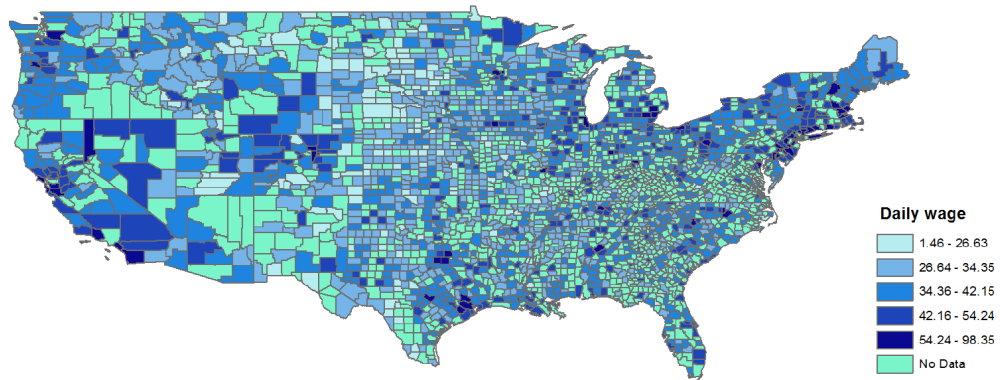 Daily wage
1.46 - 26.63
26.64 - 34.35
34.36 - 42.15
42.16 - 54.24
54.24 - 98.35
No Data